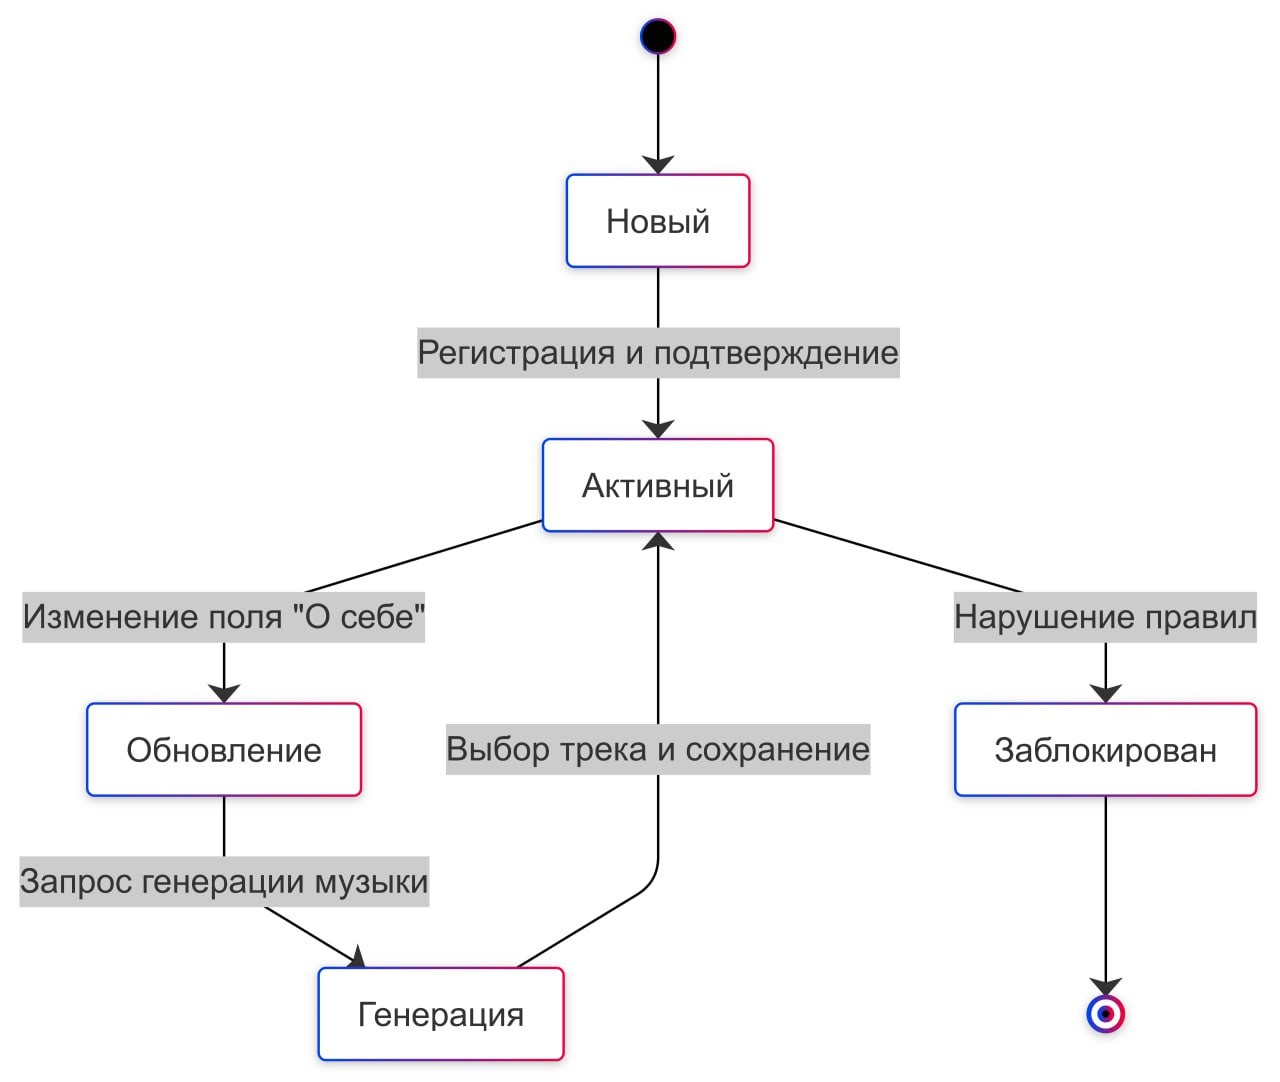 Новый
Регистрация и подтверждение
Активный
Изменение поля "О себе"
Нарушение правил
Обновление
Выбор трека и сохранение
Заблокирован
Запрос генерации музыки
Генерация